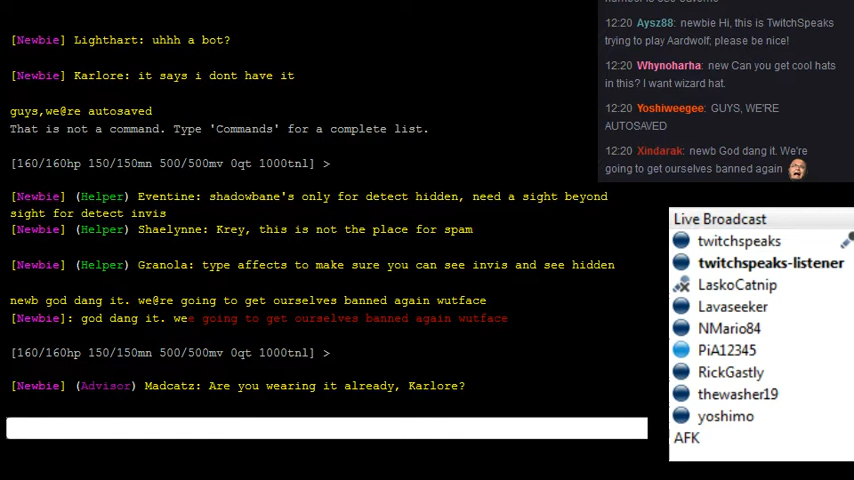 [Newbie] Lighthart: uhhh a bot?
[Newbie] Karlore: it says i dont have it
guys,we@re autosaved
That is not a command. Type 'Commands' for a complete list.
[160/160hp 150/150mn 500/500mv 0qt 1000tnl] >
[Newbie] (Helper) Eventine: shadowbane's only for detect hidden, need a sight beyond
sight for detect invis
[Newbie] (Helper) Shaelynne: Krey, this is not the place for spam
[Newbie] (Helper) Granola: type affects to make sure you can see invis and see hidden
newb god dang it. we@re going to get ourselves banned again wutface
[Newbie]: god dang it. wee going to get ourselves banned again wutface
[160/160hp 150/150mn 500/500mv 0qt 1000tnl] >
[Newbie] (Advisor) Madcatz: Are you wearing it already, Karlore?
12:20 Aysz88: newbie Hi, this is TwitchSpeaks
trying to play Aardwolf; please be nice!
12:20 Whynoharha: new Can you get cool hats
in this? I want wizard hat.
12:20 Yoshiweegee: GUYS, WE'RE
AUTOSAVED
12:20 Xindarak: newb God dang it. We're
going to get ourselves banned again
Live Broadcast
twitchspeaks
twitchspeaks-listener
LaskoCatnip
Lavaseeker
NMario84
PiA12345
RickGastly
thewasher19
yoshimo
AFK